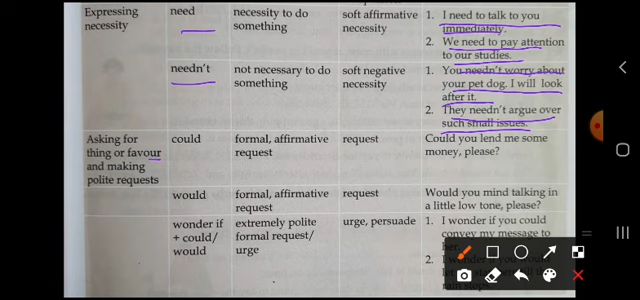 Expressing necessity
need
necessity to do something
soft affirmative necessity
1. I need to talk to you immediately.
2. We need to pay attention to our studies.
needn't
not necessary to do something
soft negative necessity
1. You needn't worry about your pet dog. I will look after it.
2. They needn't argue over such small issues.
Asking for thing or favour and making polite requests
could
formal, affirmative request
request
Could you lend me some money, please?
would
formal, affirmative request
request
Would you mind talking in a little low tone, please?
wonder if + could/ would
extremely polite formal request/ urge
urge, persuade
1. I wonder if you could convey my message to her.
2. I wonder if you